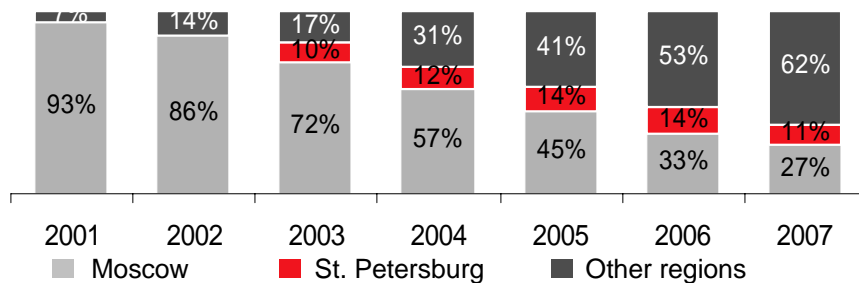 7% 14% 17% 31% 41% 53% 62%
10% 12% 14% 14% 11%
93% 86% 72% 57% 45% 33% 27%
2001 2002 2003 2004 2005 2006 2007
Moscow St. Petersburg Other regions